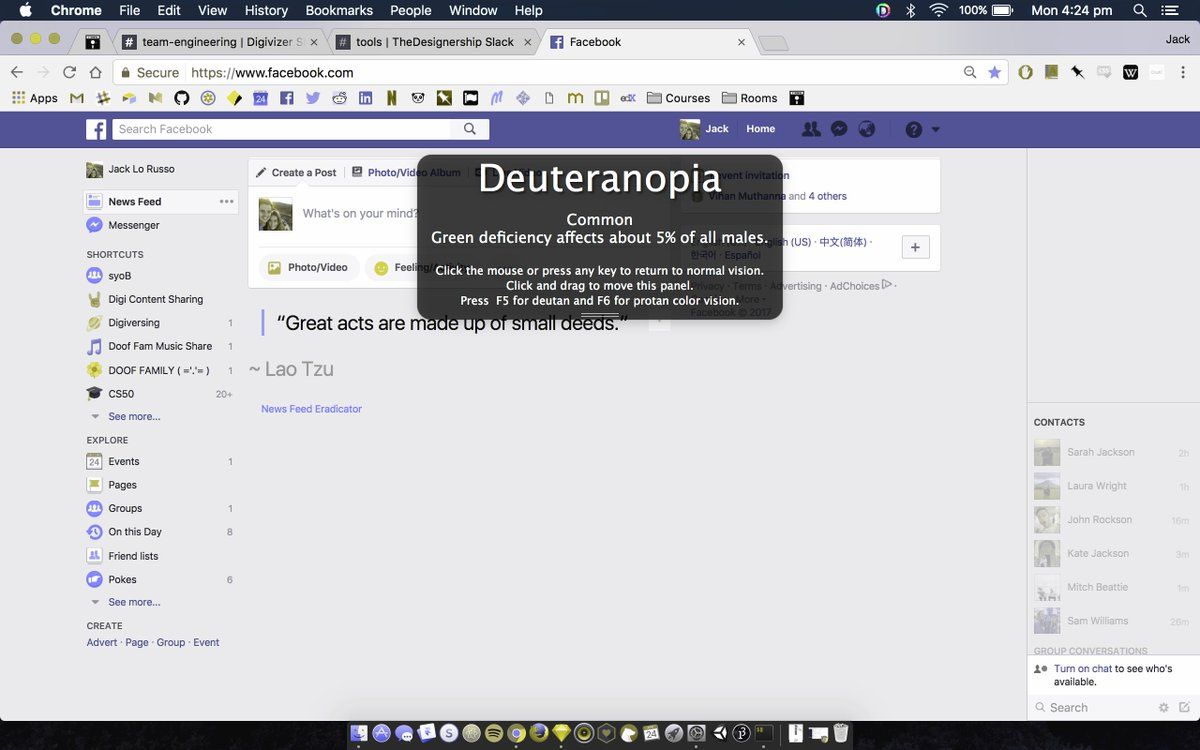 Chrome File Edit View History Bookmarks People Window Help 100% Mon 4:24 pm
team-engineering | Digivizer S tools | TheDesignership Slack Facebook Jack
Secure https://www.facebook.com
Apps Courses Rooms
Search Facebook Jack Home
Jack Lo Russo
News Feed
Messenger
SHORTCUTS
syoB
Digi Content Sharing
Digiversing 1
Doof Fam Music Share 1
DOOF FAMILY ( ='.'= ) 1
CS50 20+
See more...
EXPLORE
Events 1
Pages
Groups 1
On this Day 8
Friend lists
Pokes 6
See more...
CREATE
Advert · Page · Group · Event
Create a Post Photo/Video Album
What's on your mind?
Photo/Video
Deuteranopia
Common
Green deficiency affects about 5% of all males.
Click the mouse or press any key to return to normal vision.
Click and drag to move this panel.
Press F5 for deutan and F6 for protan color vision.
"Great acts are made up of small deeds."
~ Lao Tzu
News Feed Eradicator
event invitation
Vihan Muthanna and 4 others
(US) · 中文(简体) ·
한국어 · Español
Privacy · Terms · Advertising · AdChoices ·
More
Facebook © 2017
CONTACTS
Sarah Jackson 2h
Laura Wright 1h
John Rockson 16m
Kate Jackson 3m
Mitch Beattie 1m
Sam Williams 26m
GROUP CONVERSATIONS
Turn on chat to see who's
available.
Search